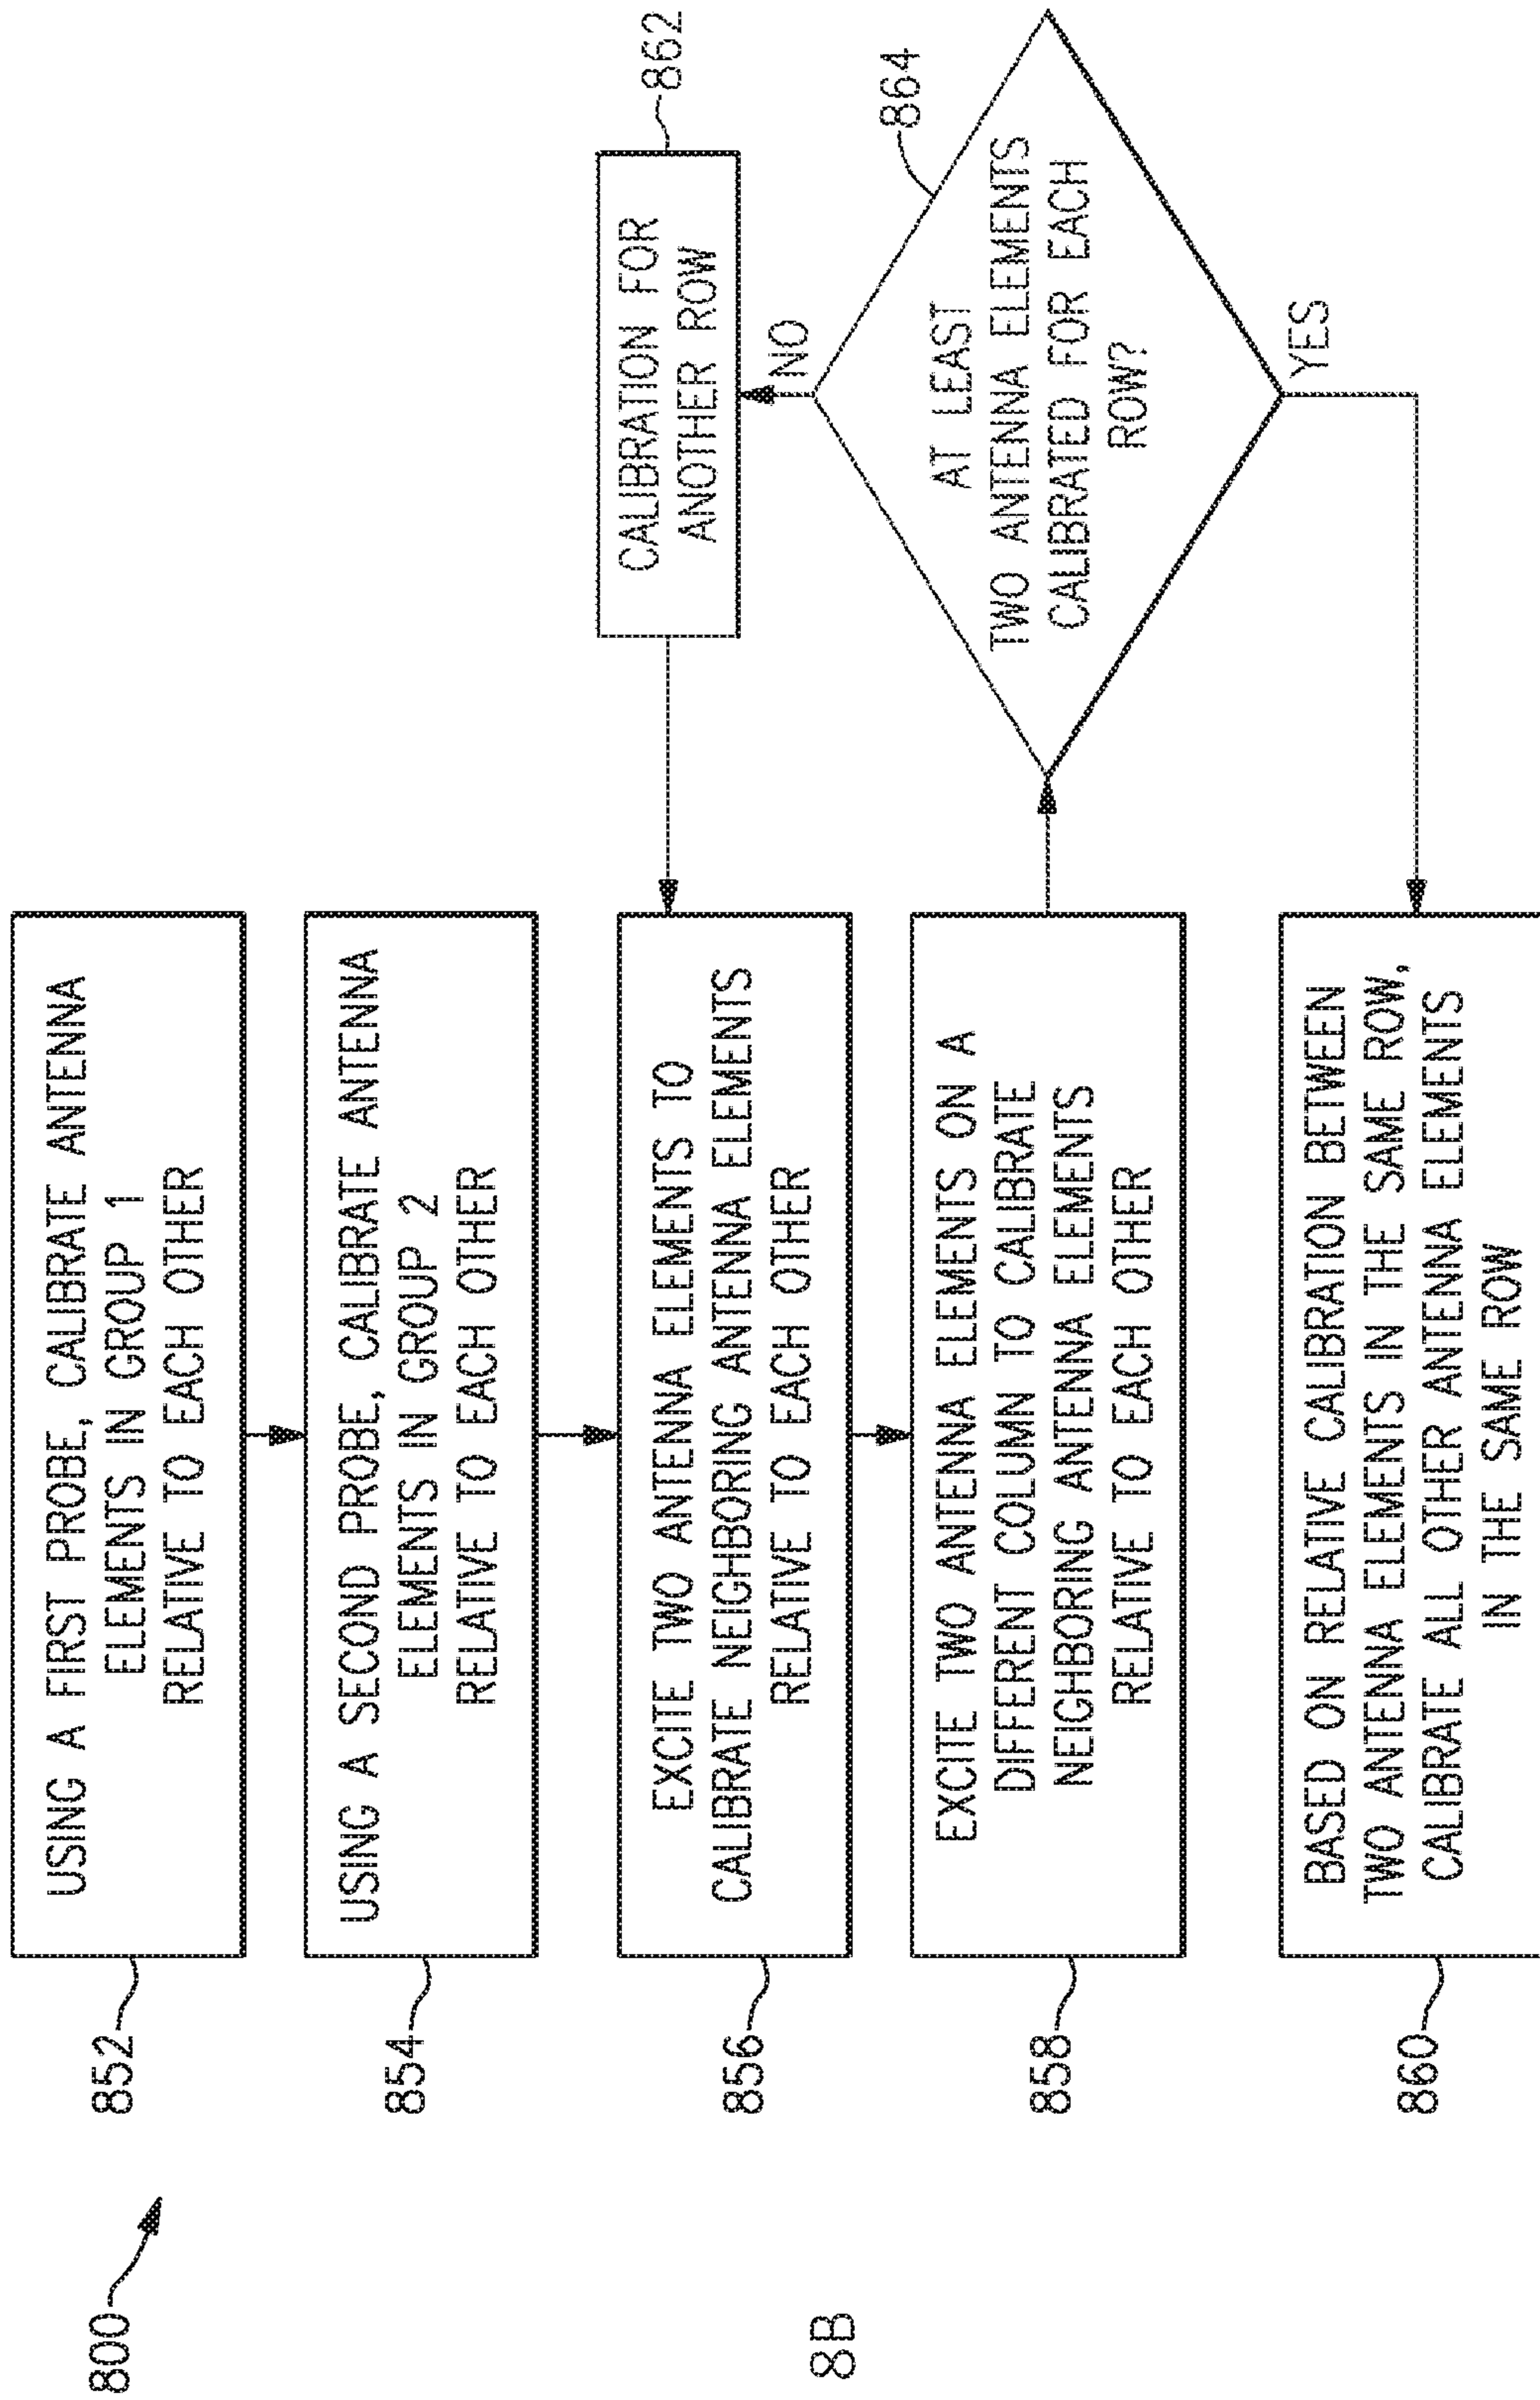 800
852
USING A FIRST PROBE, CALIBRATE ANTENNA
ELEMENTS IN GROUP 1
RELATIVE TO EACH OTHER
854
USING A SECOND PROBE, CALIBRATE ANTENNA
ELEMENTS IN GROUP 2
RELATIVE TO EACH OTHER
856
EXCITE TWO ANTENNA ELEMENTS TO
CALIBRATE NEIGHBORING ANTENNA ELEMENTS
RELATIVE TO EACH OTHER
862
CALIBRATION FOR
ANOTHER ROW
NO
858
EXCITE TWO ANTENNA ELEMENTS ON A
DIFFERENT COLUMN TO CALIBRATE
NEIGHBORING ANTENNA ELEMENTS
RELATIVE TO EACH OTHER
864
AT LEAST
TWO ANTENNA ELEMENTS
CALIBRATED FOR EACH
ROW?
YES
860
BASED ON RELATIVE CALIBRATION BETWEEN
TWO ANTENNA ELEMENTS IN THE SAME ROW,
CALIBRATE ALL OTHER ANTENNA ELEMENTS
IN THE SAME ROW
8B